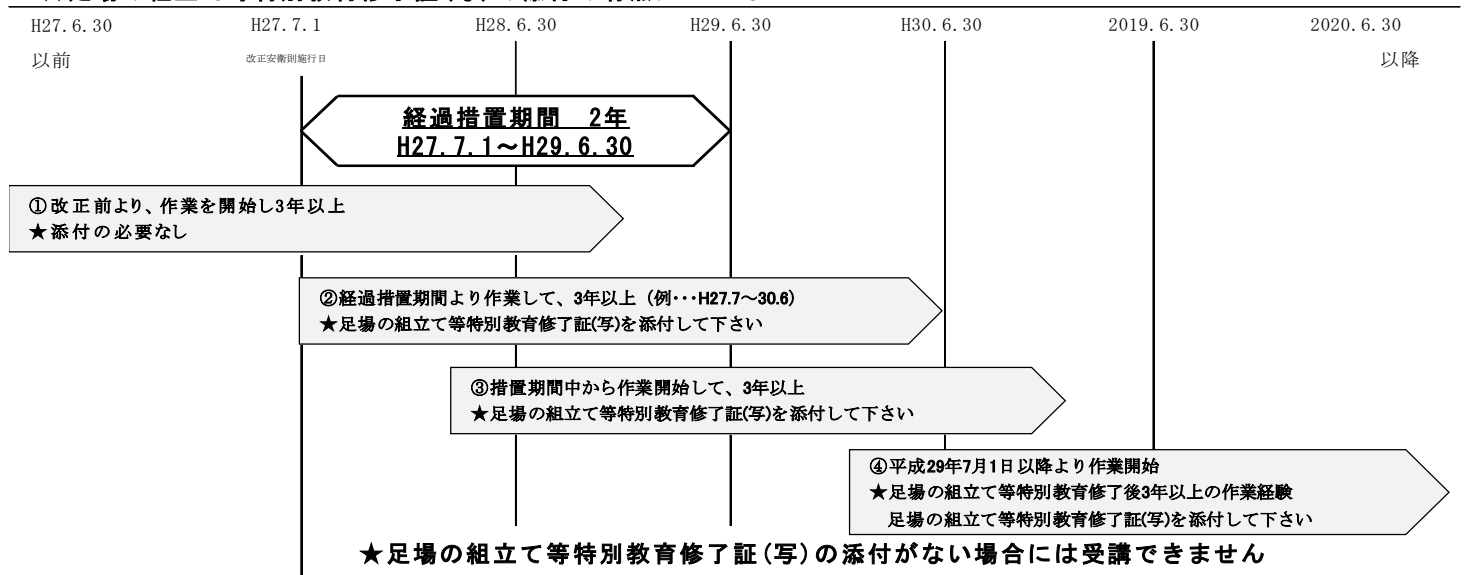 H27.6.30 H27.7.1 H28.6.30 H29.6.30 H30.6.30 2019.6.30 2020.6.30
以前 改正安衛則施行日 以降
経過措置期間 2年
H27.7.1～H29.6.30
①改正前より、作業を開始し3年以上
★添付の必要なし
②経過措置期間より作業して、3年以上（例･･･H27.7～30.6）
★足場の組立て等特別教育修了証(写)を添付して下さい
③措置期間中から作業開始して、3年以上
★足場の組立て等特別教育修了証(写)を添付して下さい
④平成29年7月1日以降より作業開始
★足場の組立て等特別教育修了後3年以上の作業経験
足場の組立て等特別教育修了証(写)を添付して下さい
★足場の組立て等特別教育修了証(写)の添付がない場合には受講できません